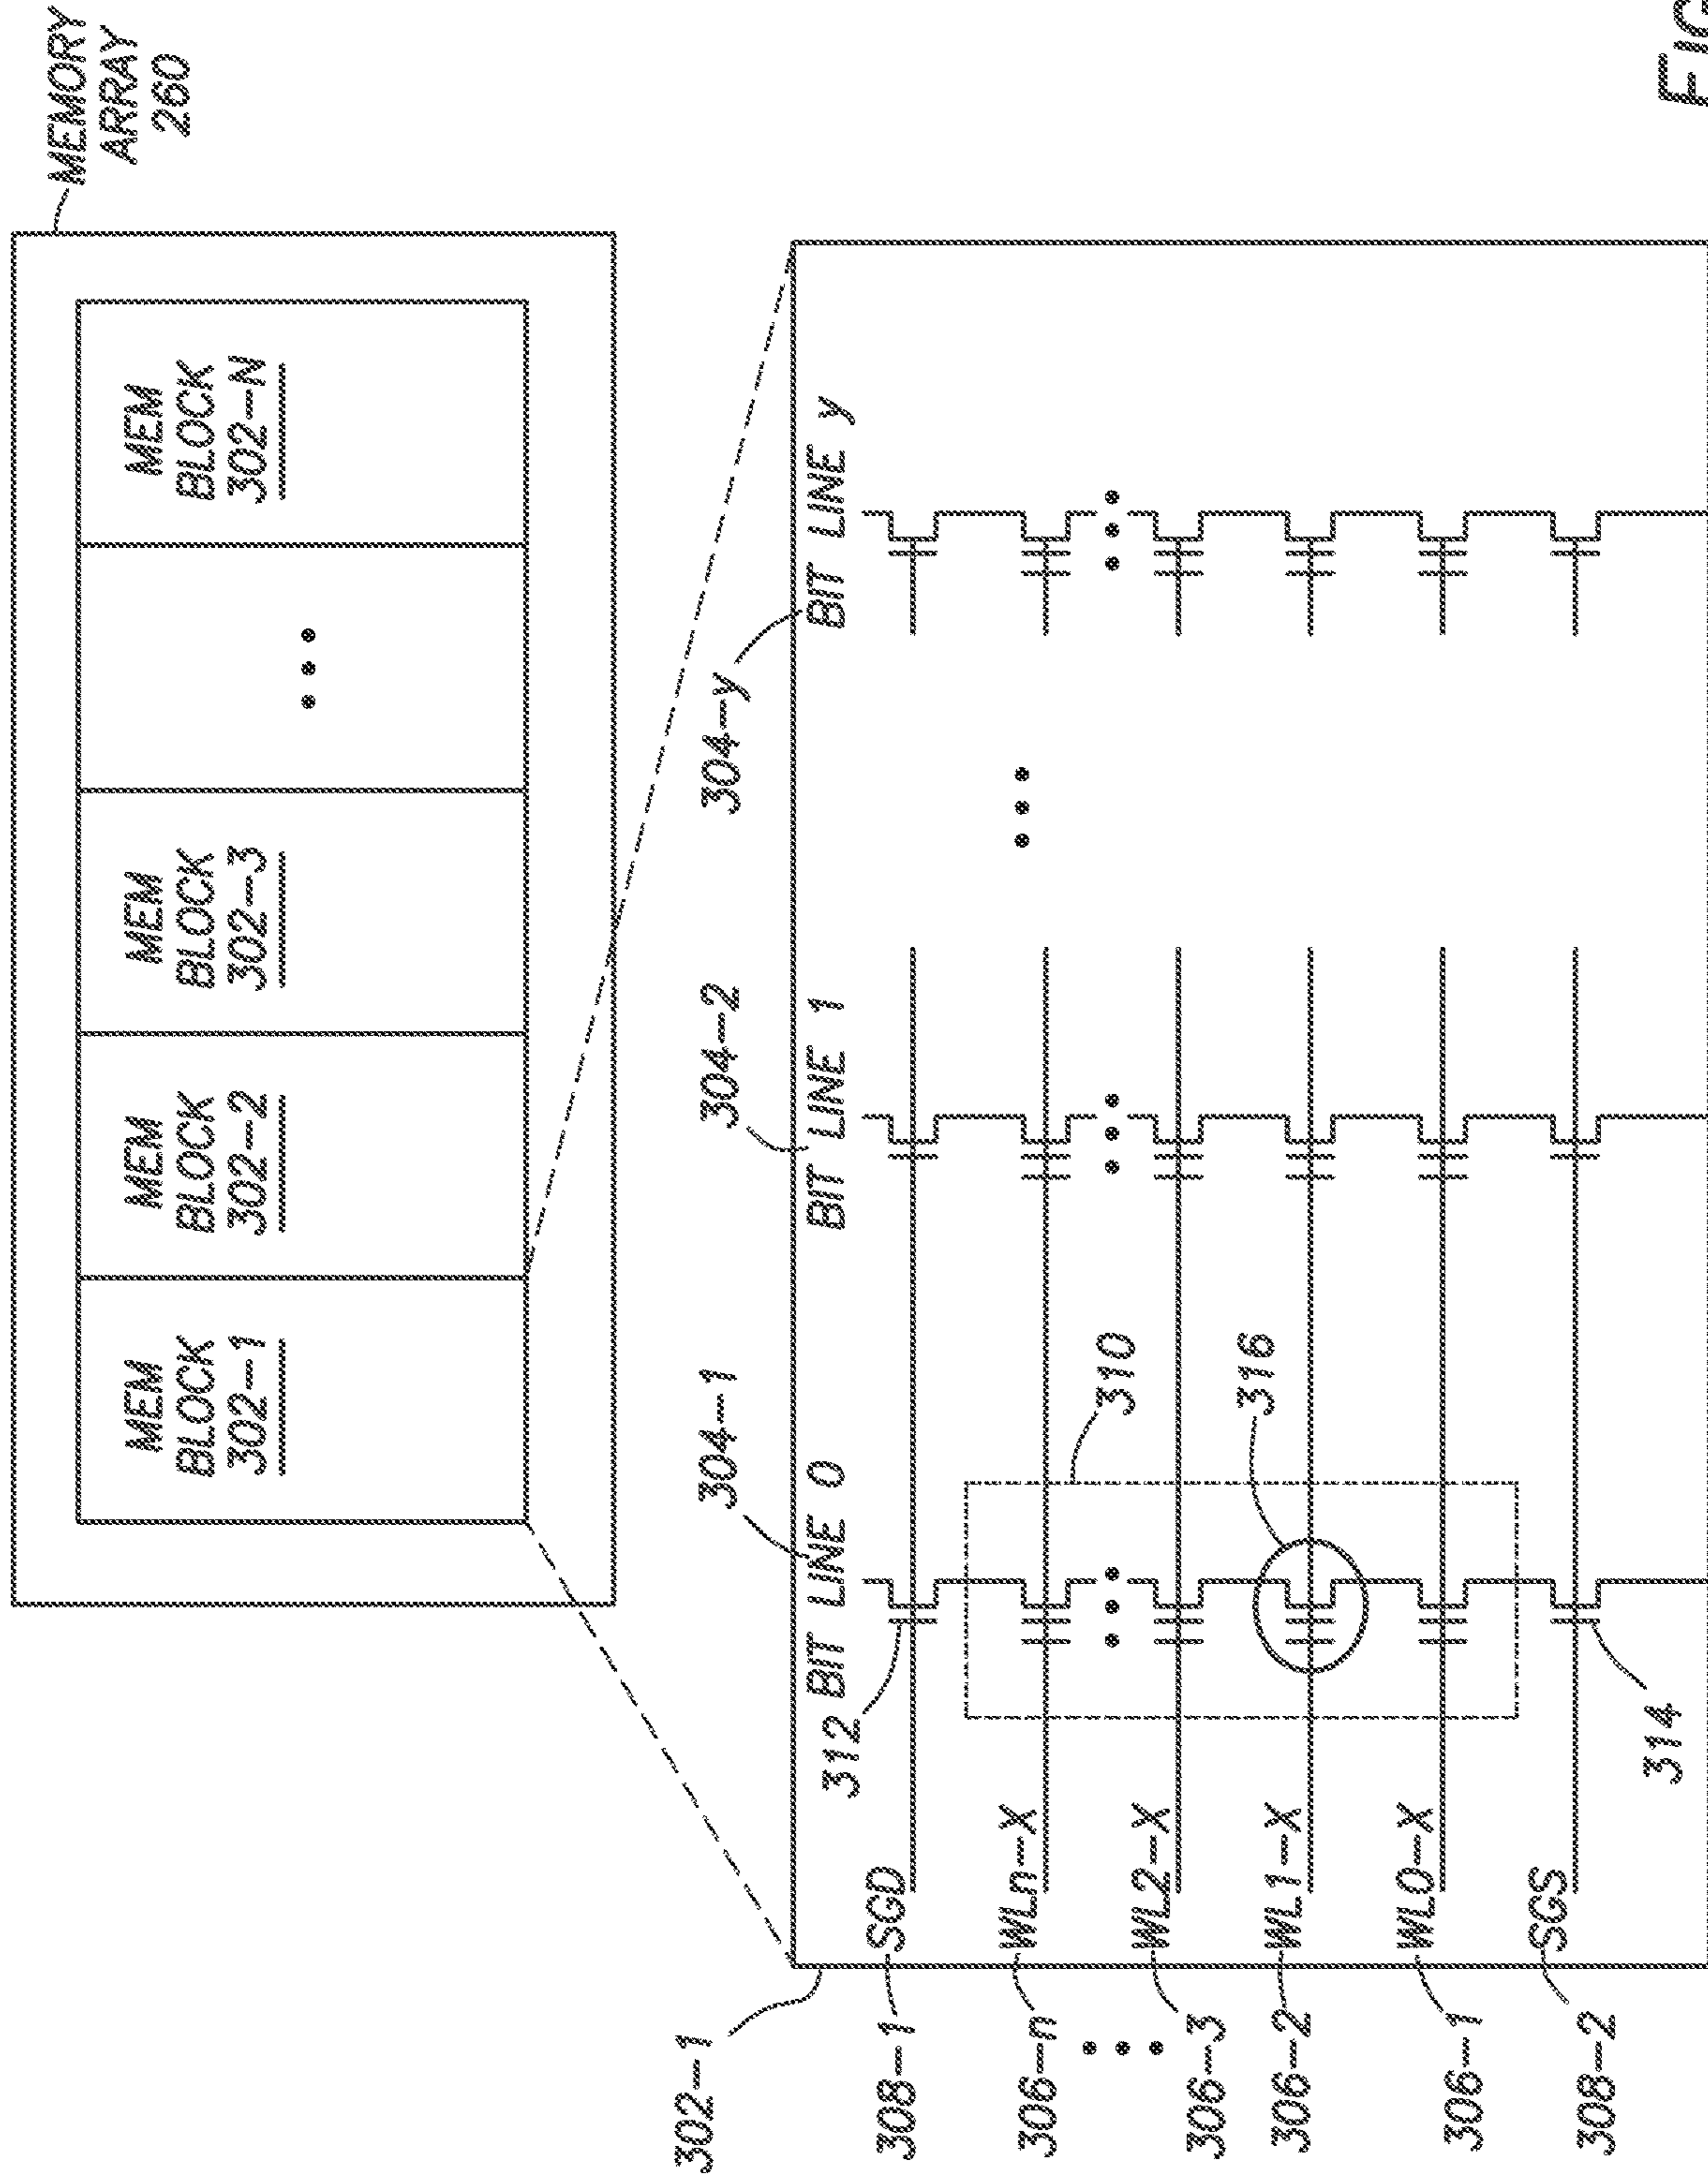 MEMORY
ARRAY
260
MEM
BLOCK
302-1
MEM
BLOCK
302-2
MEM
BLOCK
302-3
MEM
BLOCK
302-N
302-1
304-1
304-2
304-y
312 BIT LINE 0
BIT LINE 1
BIT LINE y
308-1
SGD
306-n
WLn-X
310
306-3
WL2-X
306-2
WL1-X
316
306-1
WL0-X
308-2
SGS
314
FIG